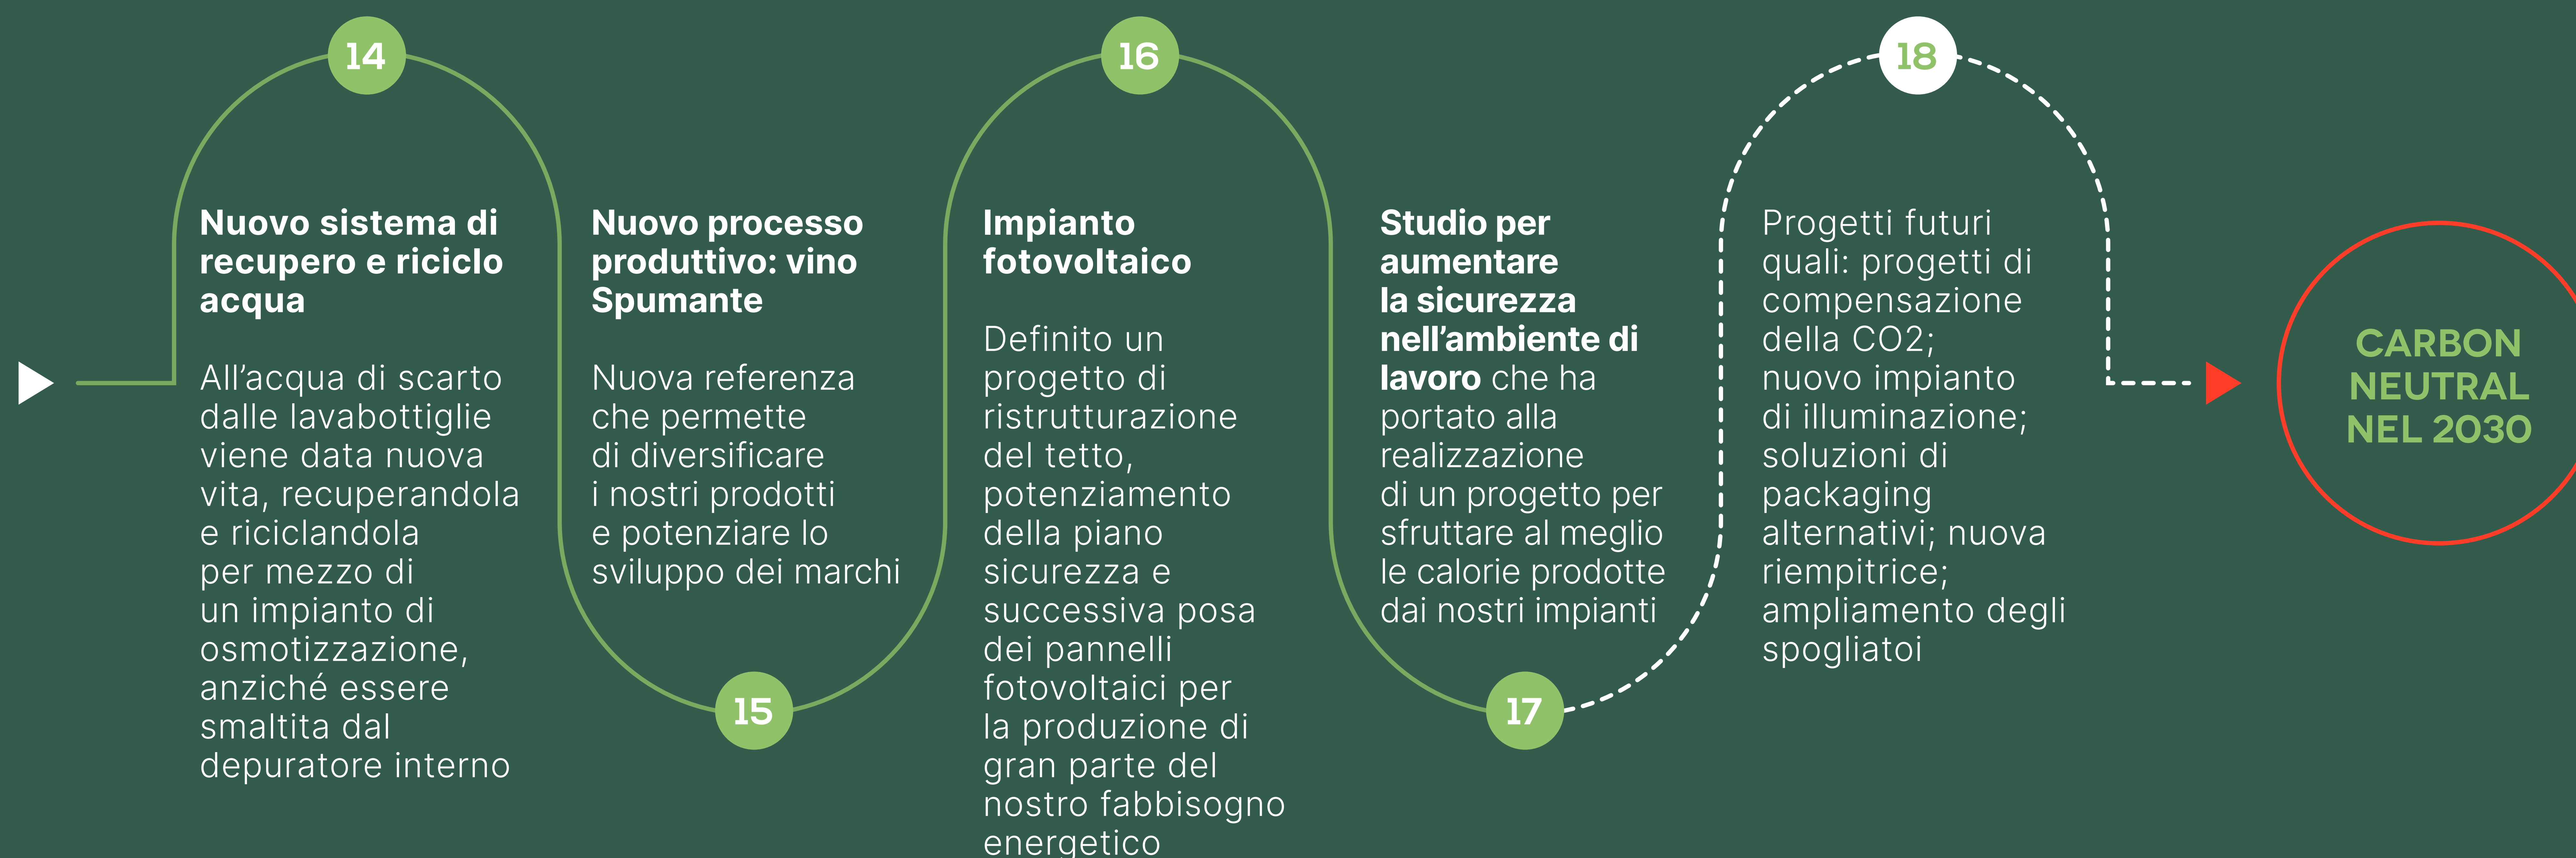 14
Nuovo sistema di
recupero e riciclo
acqua
All’acqua di scarto
dalle lavabottiglie
viene data nuova
vita, recuperandola
e riciclandola
per mezzo di
un impianto di
osmotizzazione,
anziché essere
smaltita dal
depuratore interno
Nuovo processo
produttivo: vino
Spumante
Nuova referenza
che permette
di diversificare
i nostri prodotti
e potenziare lo
sviluppo dei marchi
15
16
Impianto
fotovoltaico
Definito un
progetto di
ristrutturazione
del tetto,
potenziamento
della piano
sicurezza e
successiva posa
dei pannelli
fotovoltaici per
la produzione di
gran parte del
nostro fabbisogno
energetico
Studio per
aumentare
la sicurezza
nell’ambiente di
lavoro che ha
portato alla
realizzazione
di un progetto per
sfruttare al meglio
le calorie prodotte
dai nostri impianti
17
18
Progetti futuri
quali: progetti di
compensazione
della CO2;
nuovo impianto
di illuminazione;
soluzioni di
packaging
alternativi; nuova
riempitrice;
ampliamento degli
spogliatoi
CARBON
NEUTRAL
NEL 2030